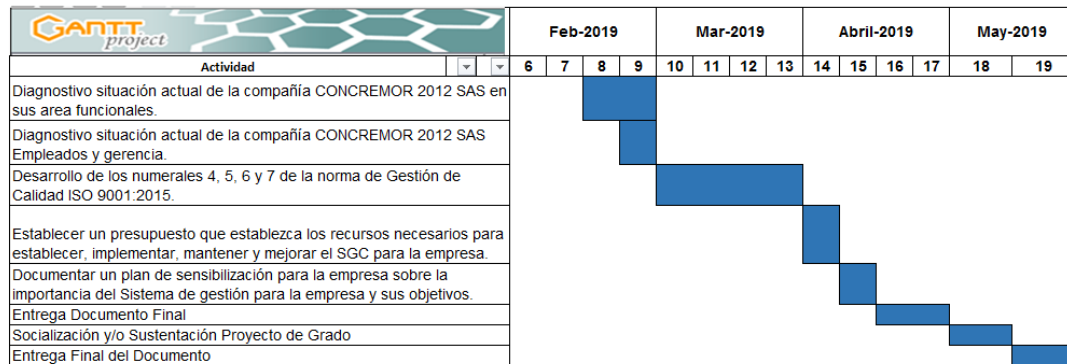 GANTT
project
Feb-2019 Mar-2019 Abril-2019 May-2019
Actividad 6 7 8 9 10 11 12 13 14 15 16 17 18 19
Diagnostivo situación actual de la compañía CONCREMOR 2012 SAS en
sus area funcionales.
Diagnostivo situación actual de la compañía CONCREMOR 2012 SAS
Empleados y gerencia.
Desarrollo de los numerales 4, 5, 6 y 7 de la norma de Gestión de
Calidad ISO 9001:2015.
Establecer un presupuesto que establezca los recursos necesarios para
establecer, implementar, mantener y mejorar el SGC para la empresa.
Documentar un plan de sensibilización para la empresa sobre la
importancia del Sistema de gestión para la empresa y sus objetivos.
Entrega Documento Final
Socialización y/o Sustentación Proyecto de Grado
Entrega Final del Documento